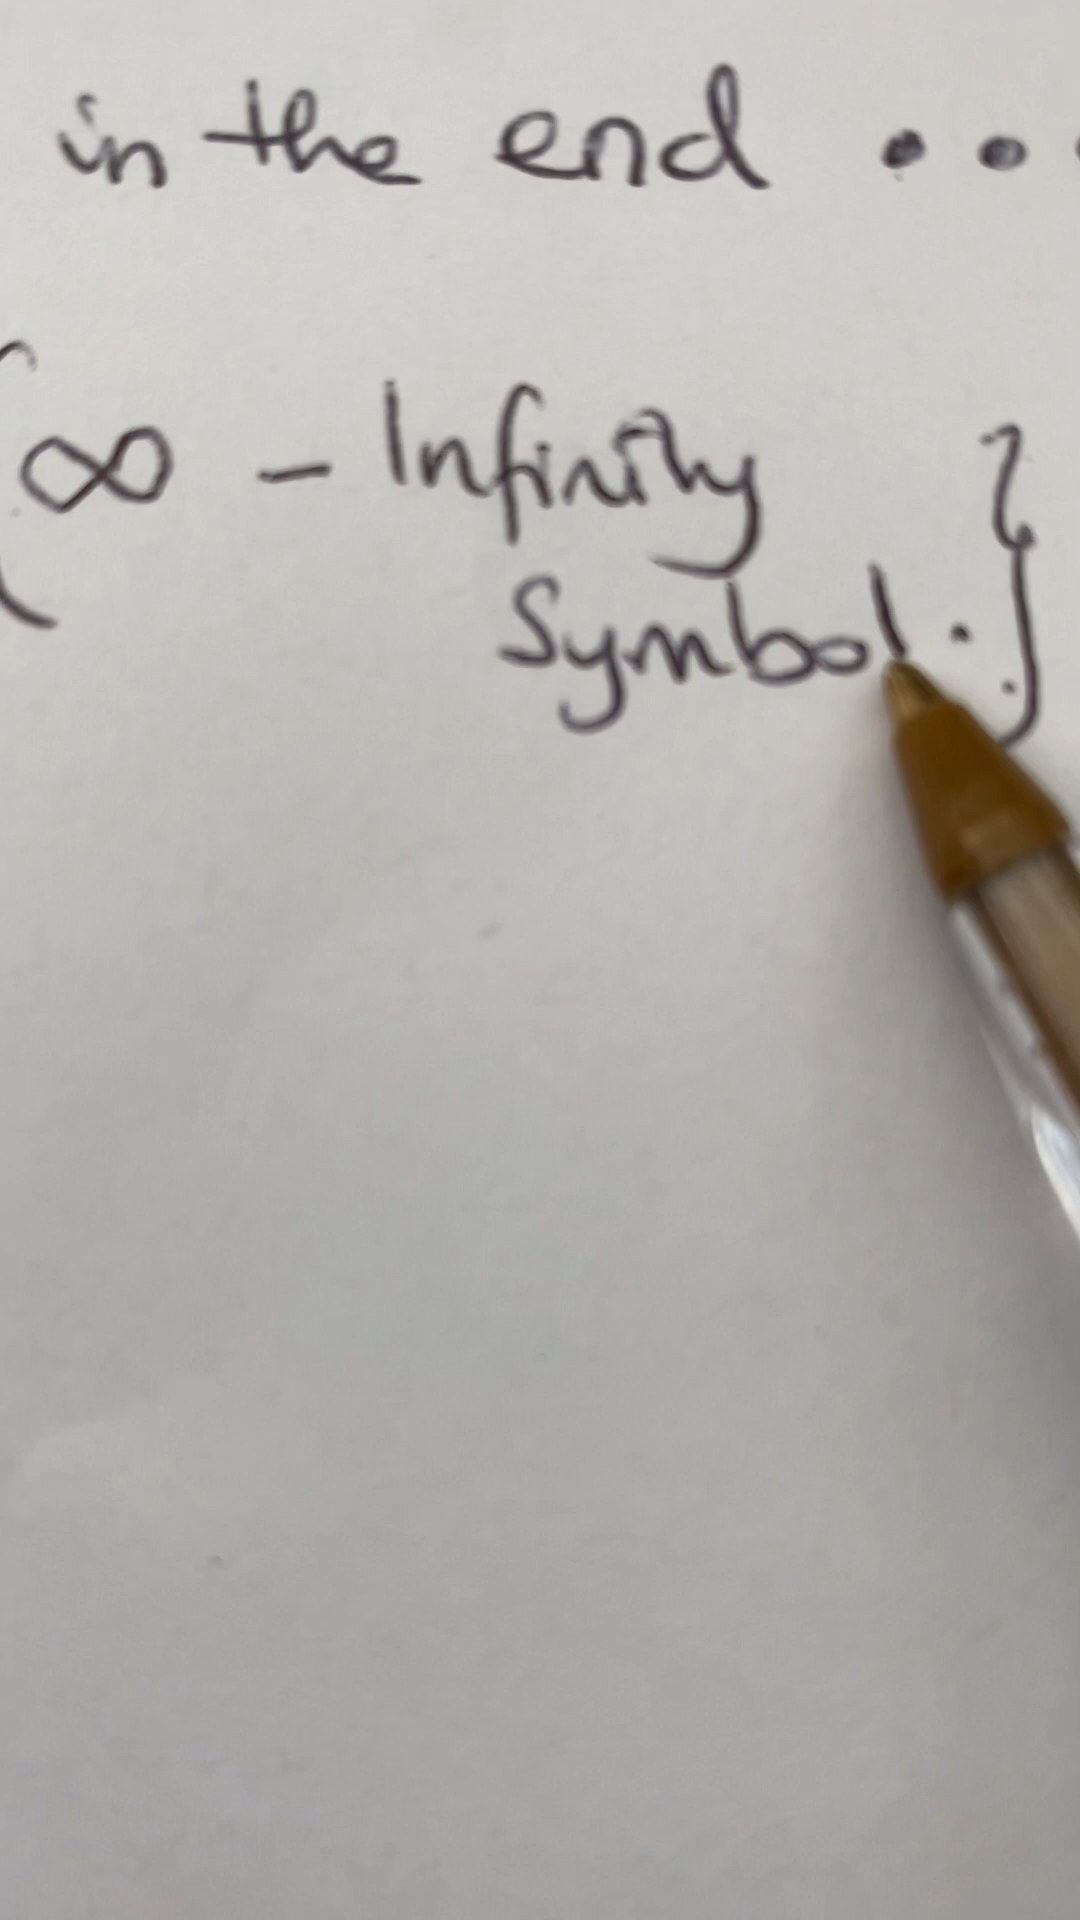 in the end ...
{∞ - Infinity }
Symbol.